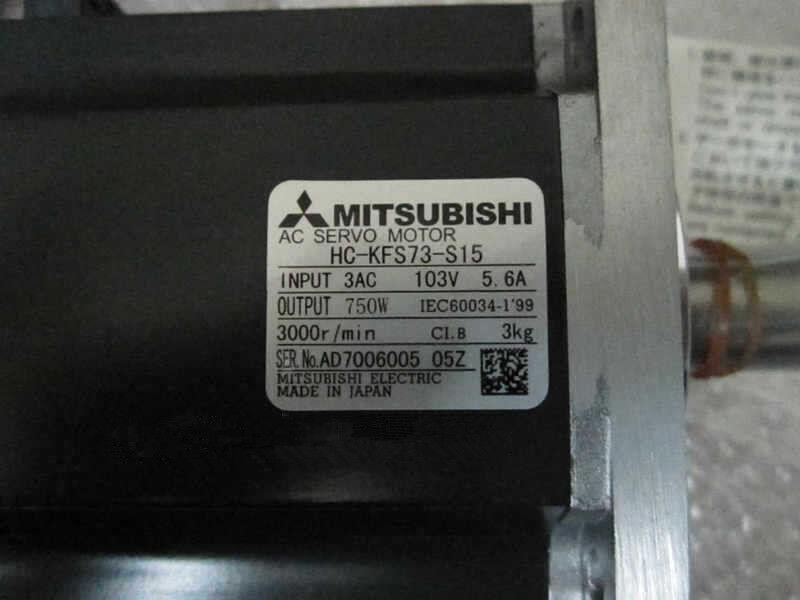 MITSUBISHI
AC SERVO MOTOR
HC-KFS73-S15
INPUT 3AC 103V 5.6A
OUTPUT 750W IEC60034-1'99
3000r/min CI.B 3kg
SER.No.AD7006005 05Z
MITSUBISHI ELECTRIC
MADE IN JAPAN